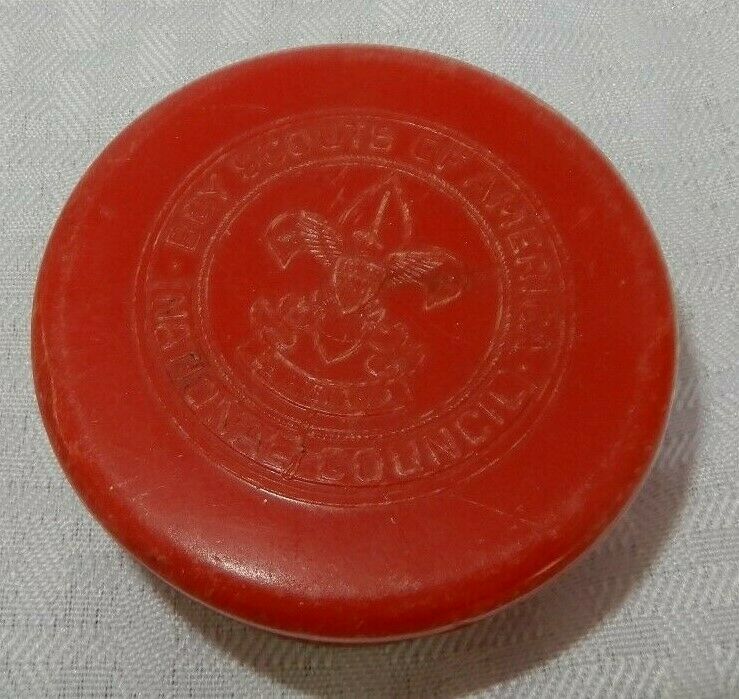 BOY SCOUTS OF AMERICA
· NATIONAL COUNCIL ·